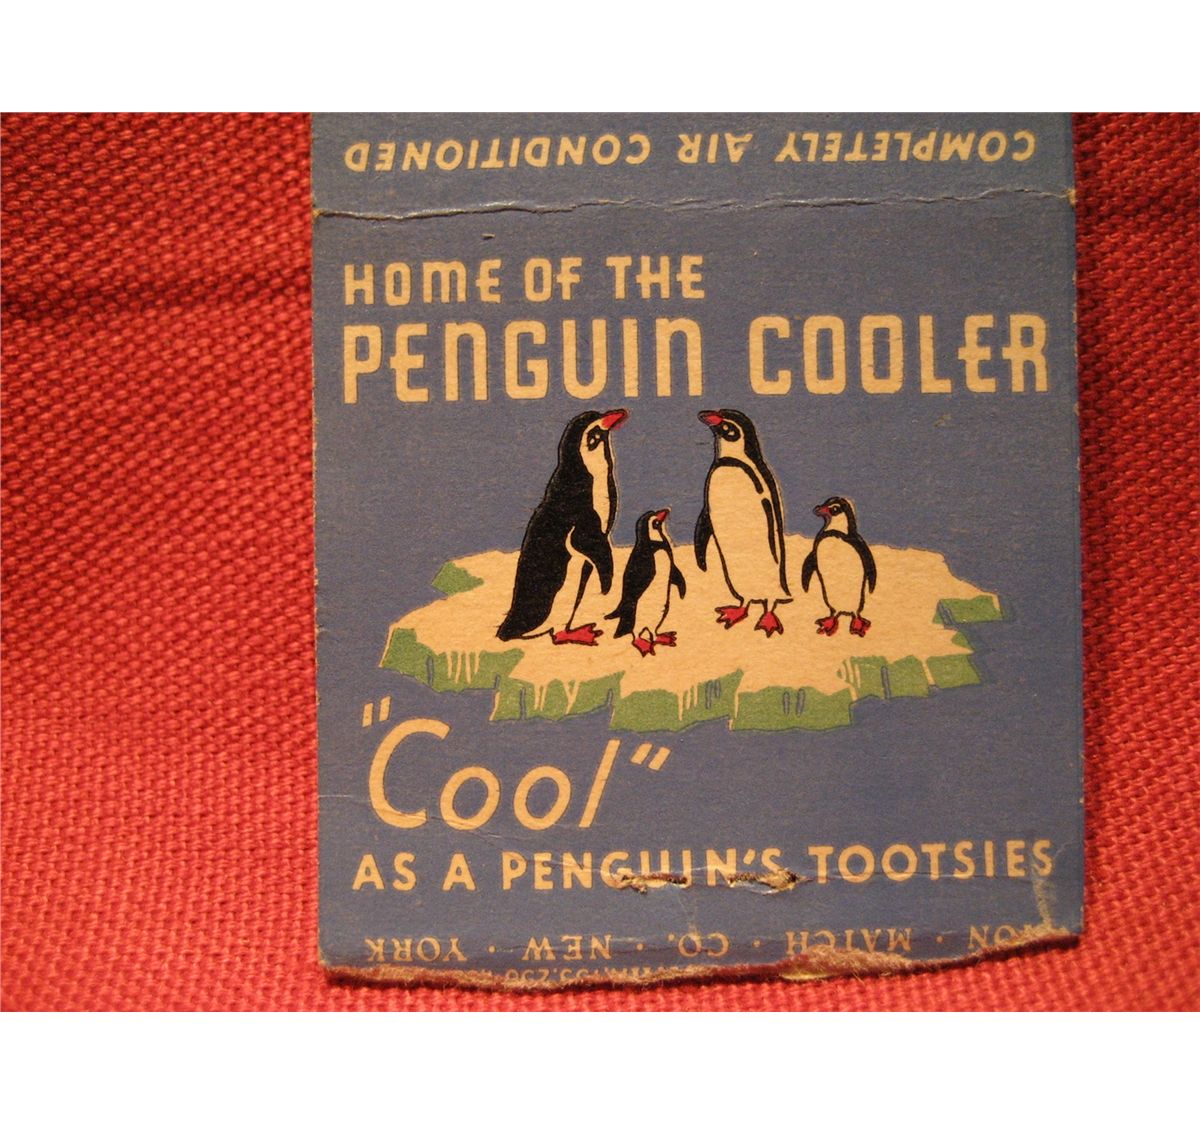 COMPLETELY AIR CONDITIONED
HOME OF THE
PENGUIN COOLER
"Cool"
AS A PENGUIN'S TOOTSIES
MATCH · CO. · NEW · YORK